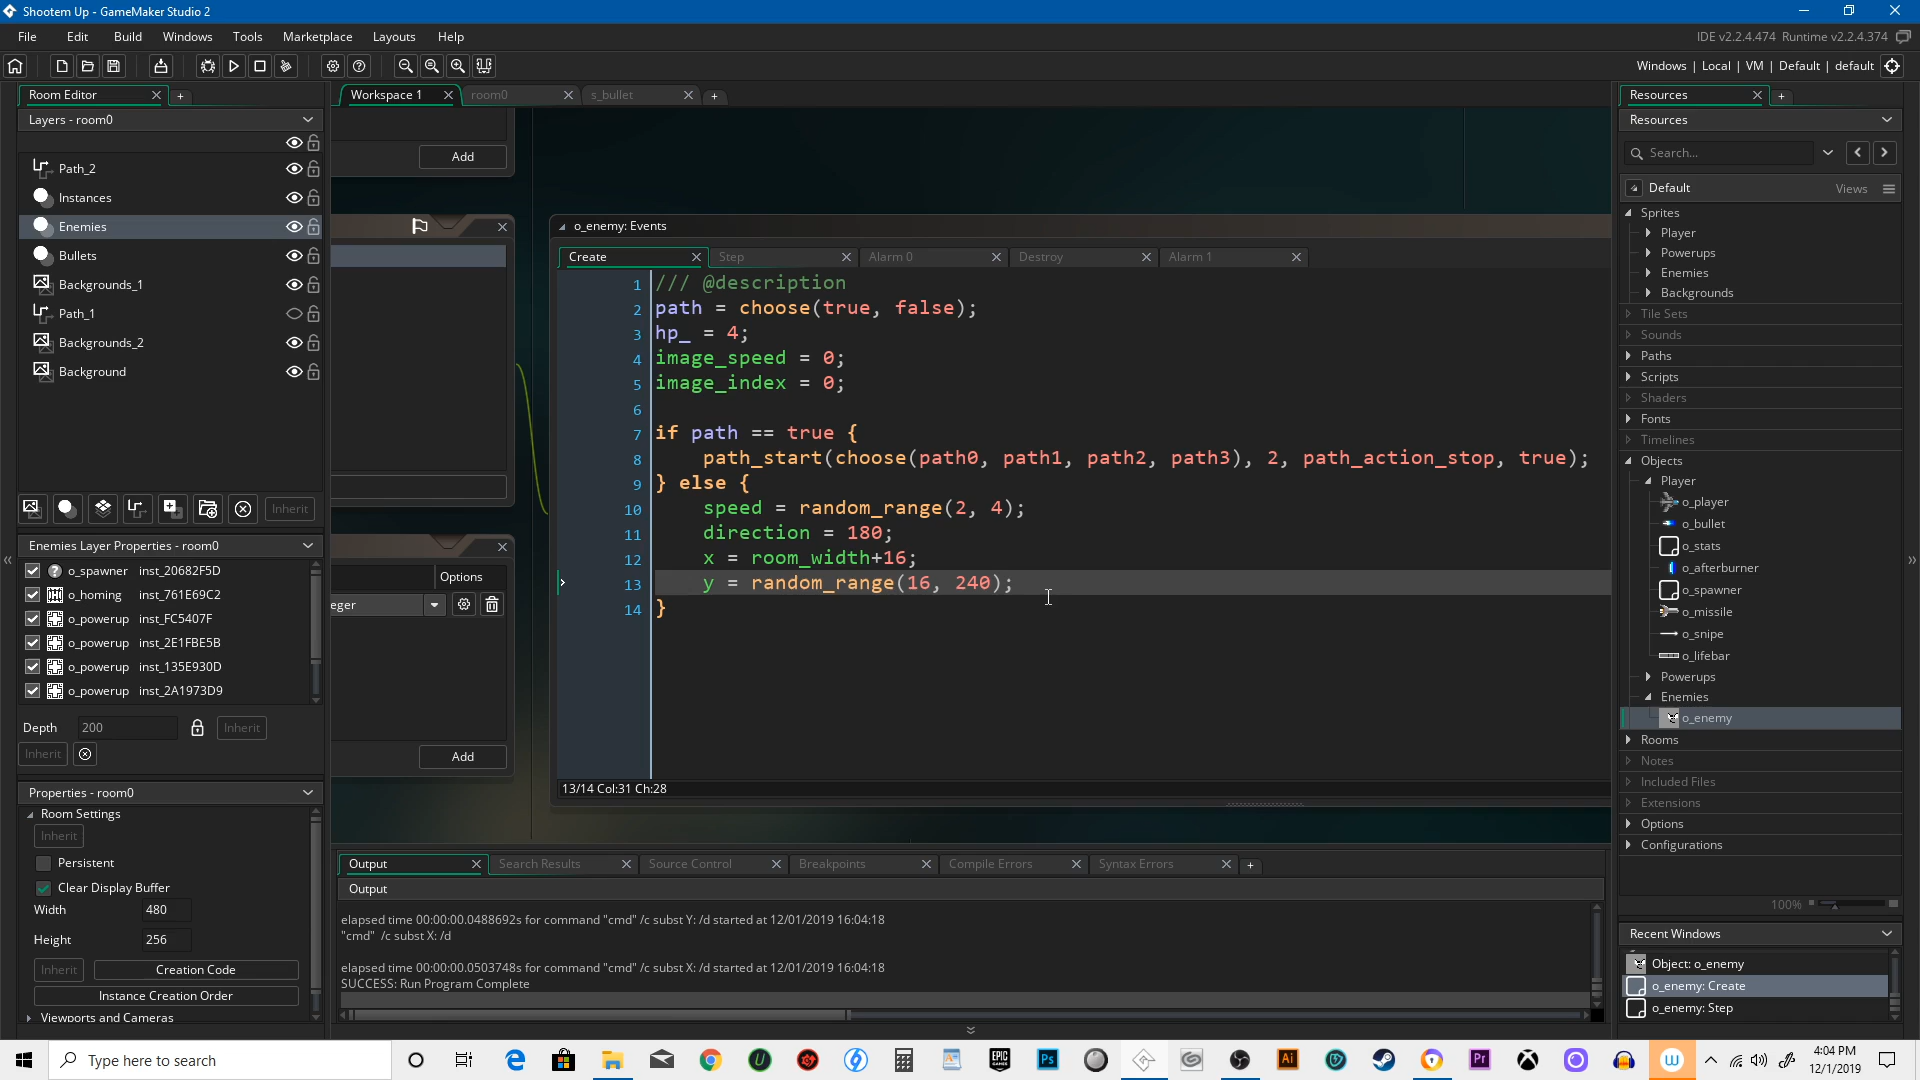 Shootem Up - GameMaker Studio 2
File Edit Build Windows Tools Marketplace Layouts Help
IDE v2.2.4.474 Runtime v2.2.4.374
Windows | Local | VM | Default | default
Room Editor
Layers - room0
Path_2
Instances
Enemies
Bullets
Backgrounds_1
Path_1
Backgrounds_2
Background
Inherit
Enemies Layer Properties - room0
o_spawner inst_20682F5D
o_homing inst_761E69C2
o_powerup inst_FC5407F
o_powerup inst_2E1FBE5B
o_powerup inst_135E930D
o_powerup inst_2A1973D9
Depth 200 Inherit
Inherit
Properties - room0
Room Settings
Inherit
Persistent
Clear Display Buffer
Width 480
Height 256
Inherit Creation Code
Instance Creation Order
Viewports and Cameras
Workspace 1 room0 s_bullet
Add
Options
eger
Add
o_enemy: Events
Create Step Alarm 0 Destroy Alarm 1
1 /// @description
2 path = choose(true, false);
3 hp_ = 4;
4 image_speed = 0;
5 image_index = 0;
6
7 if path == true {
8 path_start(choose(path0, path1, path2, path3), 2, path_action_stop, true);
9 } else {
10 speed = random_range(2, 4);
11 direction = 180;
12 x = room_width+16;
13 y = random_range(16, 240);
14 }
13/14 Col:31 Ch:28
Output Search Results Source Control Breakpoints Compile Errors Syntax Errors
Output
elapsed time 00:00:00.0488692s for command "cmd" /c subst Y: /d started at 12/01/2019 16:04:18
"cmd" /c subst X: /d
elapsed time 00:00:00.0503748s for command "cmd" /c subst X: /d started at 12/01/2019 16:04:18
SUCCESS: Run Program Complete
Resources
Resources
Search...
Default Views
Sprites
Player
Powerups
Enemies
Backgrounds
Tile Sets
Sounds
Paths
Scripts
Shaders
Fonts
Timelines
Objects
Player
o_player
o_bullet
o_stats
o_afterburner
o_spawner
o_missile
o_snipe
o_lifebar
Powerups
Enemies
o_enemy
Rooms
Notes
Included Files
Extensions
Options
Configurations
100%
Recent Windows
Object: o_enemy
o_enemy: Create
o_enemy: Step
Type here to search
4:04 PM
12/1/2019